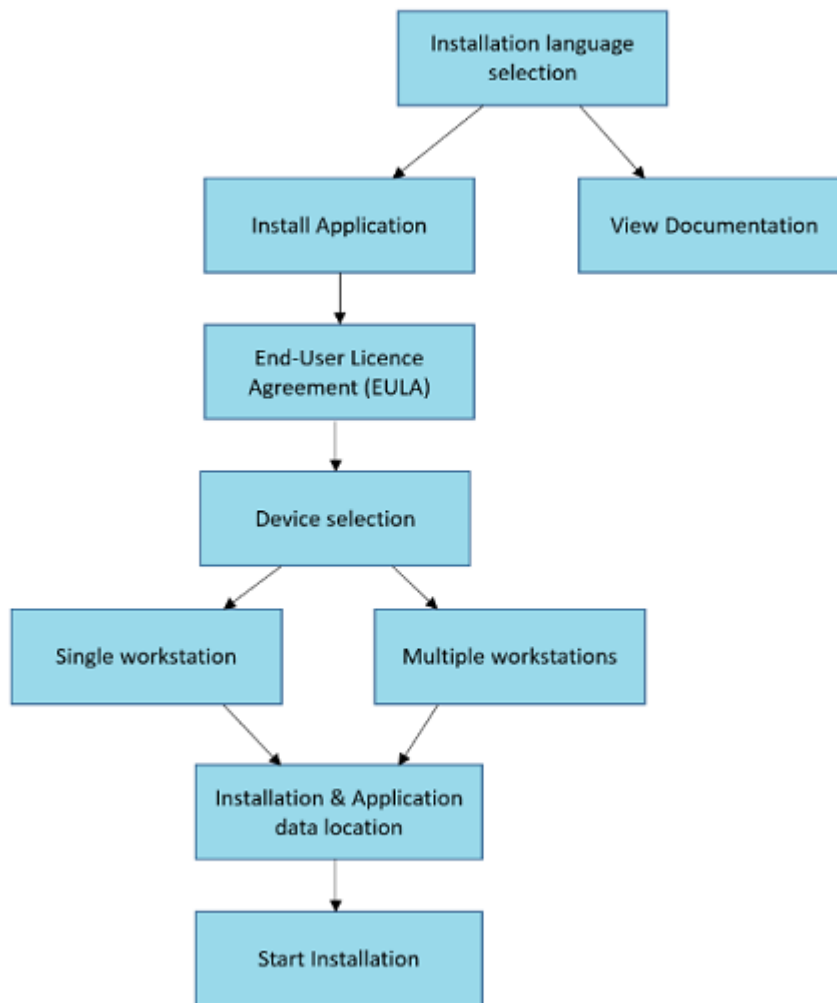 Installation language
selection
Install Application
View Documentation
End-User Licence
Agreement (EULA)
Device selection
Single workstation
Multiple workstations
Installation & Application
data location
Start Installation